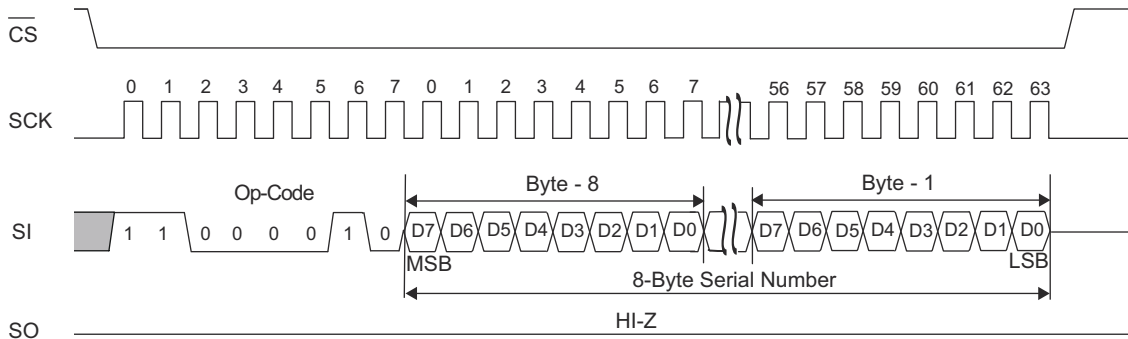 CS
0 1 2 3 4 5 6 7 0 1 2 3 4 5 6 7 56 57 58 59 60 61 62 63
SCK
Op-Code Byte - 8 Byte - 1
SI 1 1 0 0 0 0 1 0 D7 D6 D5 D4 D3 D2 D1 D0 D7 D6 D5 D4 D3 D2 D1 D0
MSB LSB
8-Byte Serial Number
HI-Z
SO